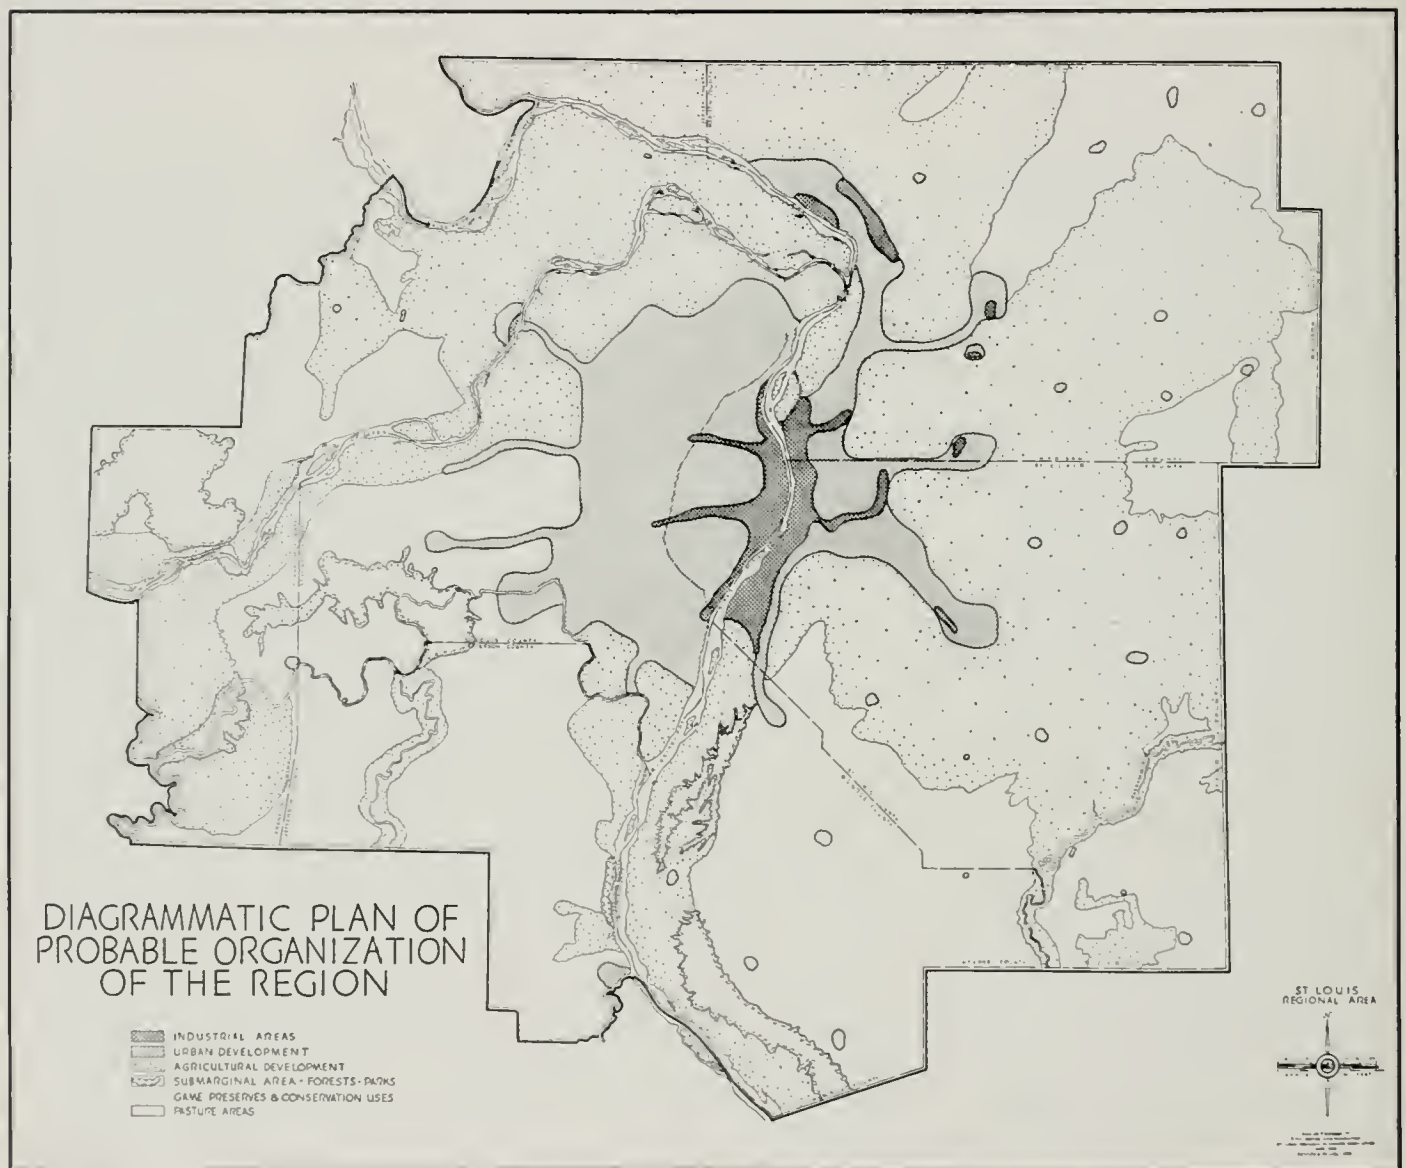 DIAGRAMMATIC PLAN OF
PROBABLE ORGANIZATION
OF THE REGION
INDUSTRIAL AREAS
URBAN DEVELOPMENT
AGRICULTURAL DEVELOPMENT
SUBMARGINAL AREA - FORESTS - PARKS
GAME PRESERVES & CONSERVATION USES
PASTURE AREAS
ST LOUIS
REGIONAL AREA